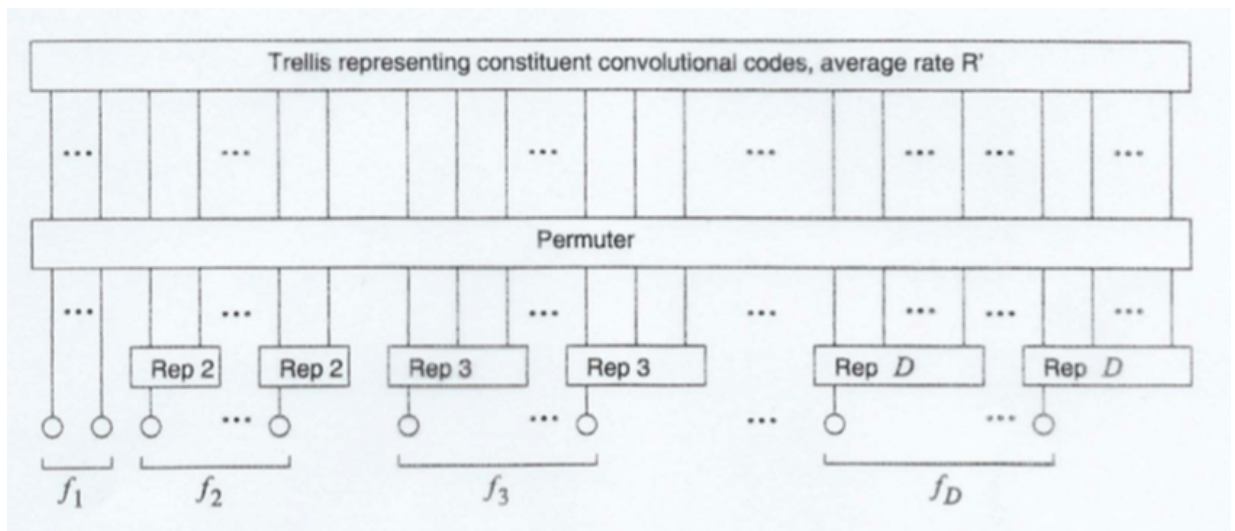 Trellis representing constituent convolutional codes, average rate R'
... ... ... ... ... ... ...
Permuter
... ... ... ... ... ... ...
Rep 2 Rep 2 Rep 3 Rep 3 Rep D Rep D
... ... ... ...
f1 f2 f3 fD